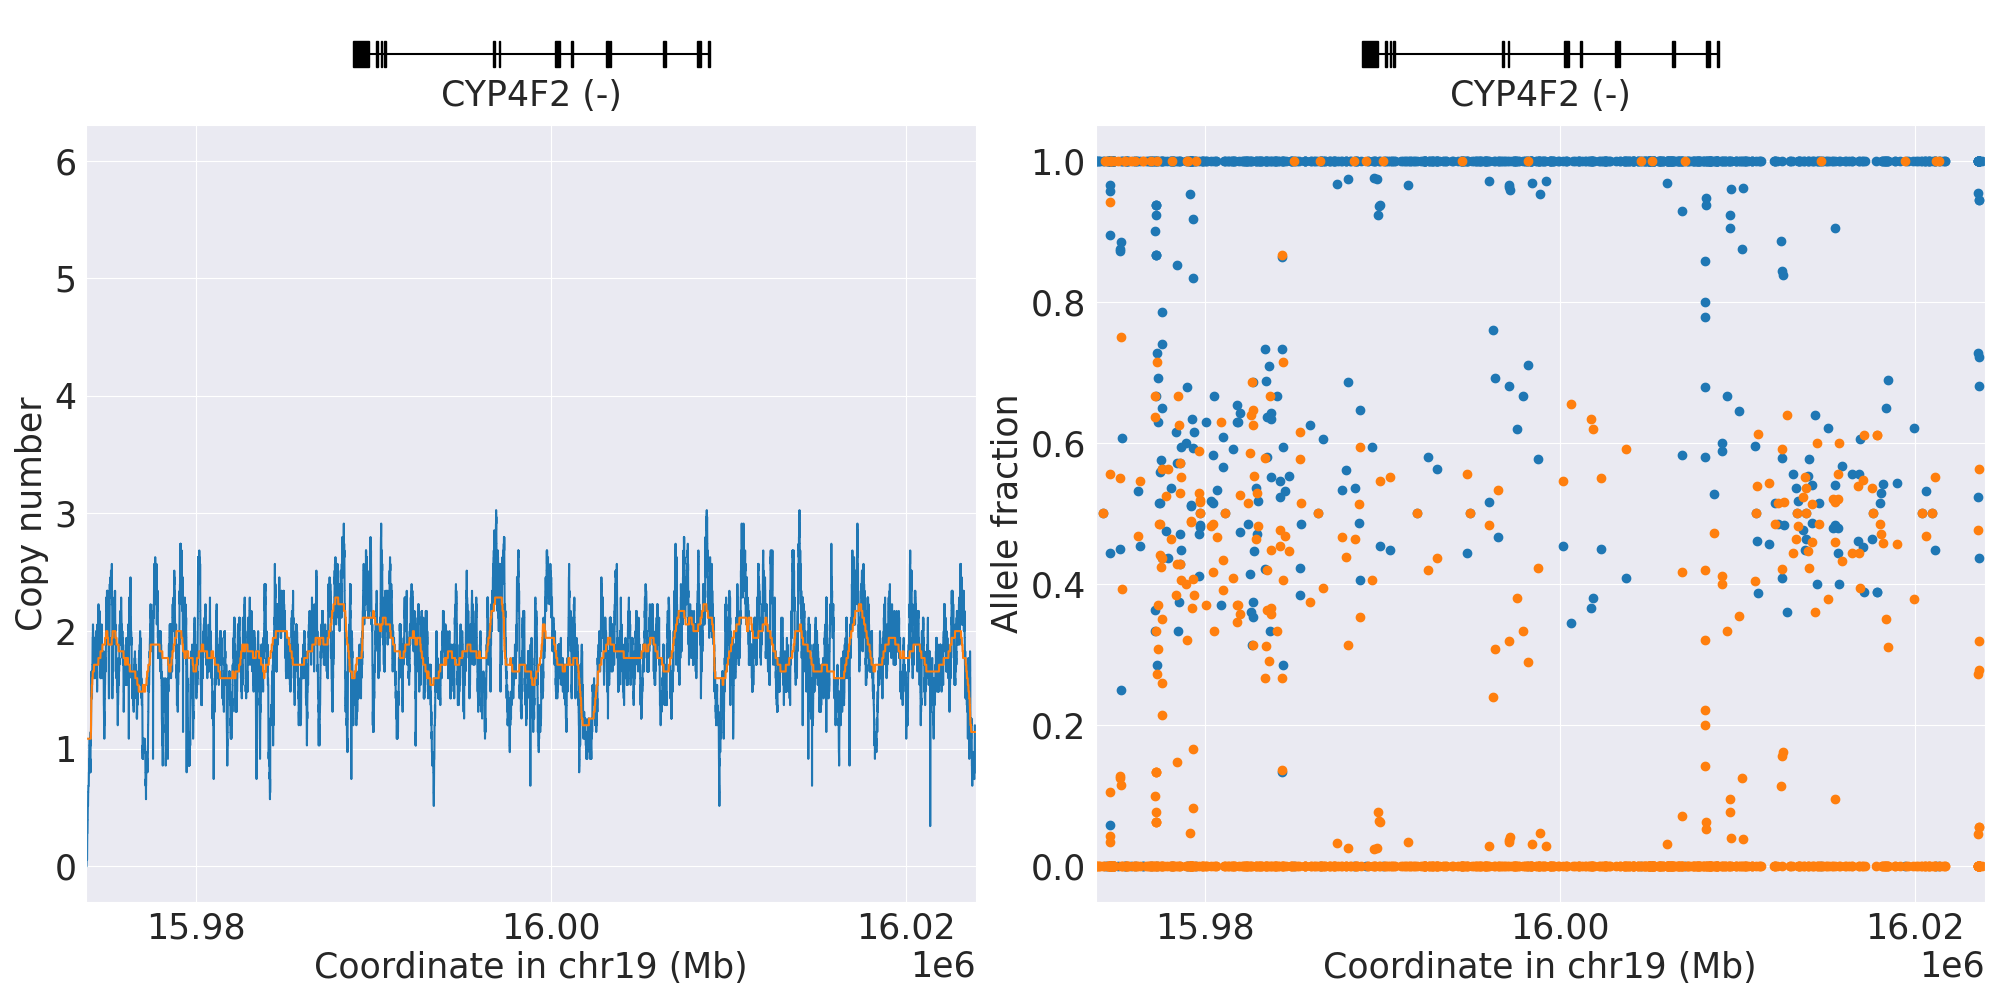 CYP4F2 (-)
6
5
4
3
2
1
0
Copy number
15.98
16.00
16.02
Coordinate in chr19 (Mb)
1e6
CYP4F2 (-)
1.0
0.8
0.6
0.4
0.2
0.0
Allele fraction
15.98
16.00
16.02
Coordinate in chr19 (Mb)
1e6